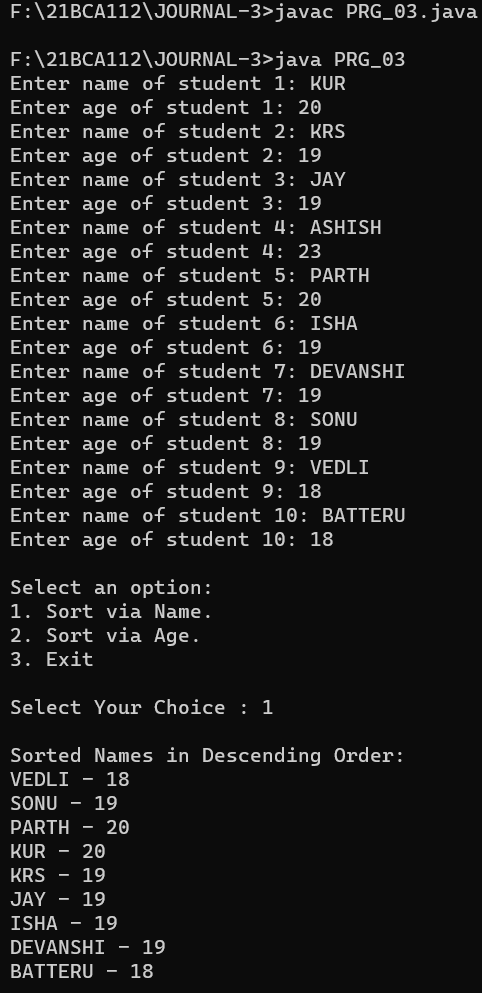 F:\21BCA112\JOURNAL-3>javac PRG_03.java
F:\21BCA112\JOURNAL-3>java PRG_03
Enter name of student 1: KUR
Enter age of student 1: 20
Enter name of student 2: KRS
Enter age of student 2: 19
Enter name of student 3: JAY
Enter age of student 3: 19
Enter name of student 4: ASHISH
Enter age of student 4: 23
Enter name of student 5: PARTH
Enter age of student 5: 20
Enter name of student 6: ISHA
Enter age of student 6: 19
Enter name of student 7: DEVANSHI
Enter age of student 7: 19
Enter name of student 8: SONU
Enter age of student 8: 19
Enter name of student 9: VEDLI
Enter age of student 9: 18
Enter name of student 10: BATTERU
Enter age of student 10: 18
Select an option:
1. Sort via Name.
2. Sort via Age.
3. Exit
Select Your Choice : 1
Sorted Names in Descending Order:
VEDLI - 18
SONU - 19
PARTH - 20
KUR - 20
KRS - 19
JAY - 19
ISHA - 19
DEVANSHI - 19
BATTERU - 18